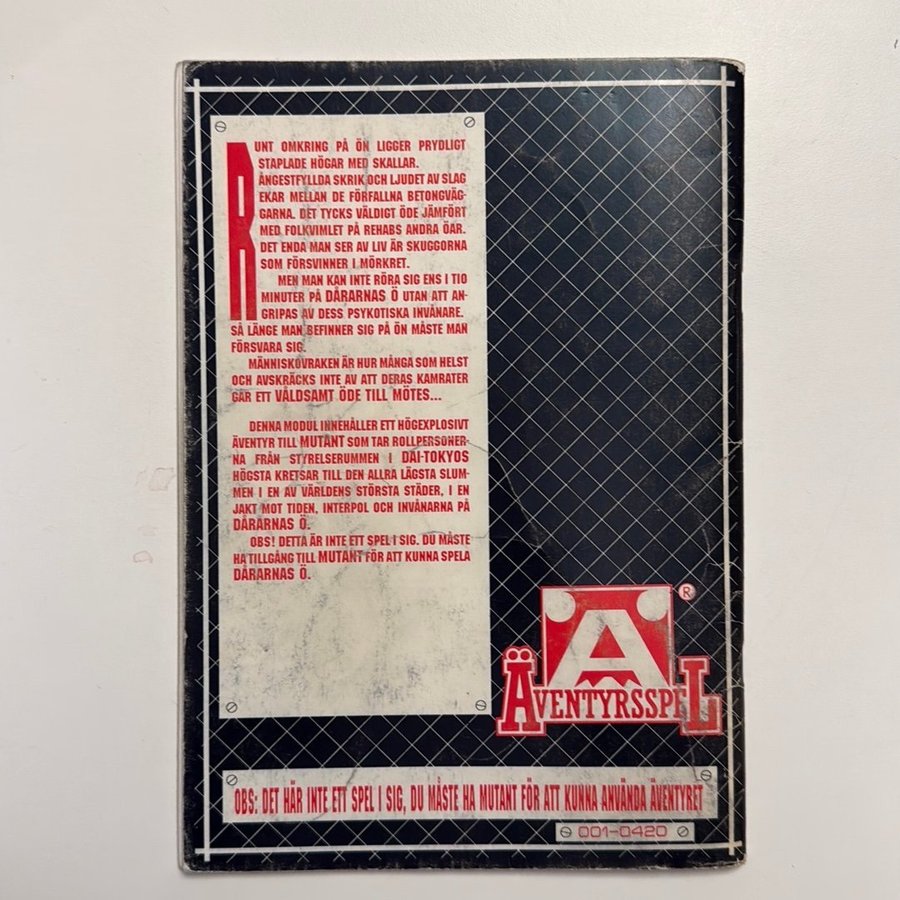 RUNT OMKRING PÅ ÖN LIGGER PRYDLIGT
STAPLADE HÖGAR MED SKALLAR.
ÅNGESTFYLLDA SKRIK OCH LJUDET AV SLAG
EKAR MELLAN DE FÖRFALLNA BETONGVÄG-
GARNA. DET TYCKS VÄLDIGT ÖDE JÄMFÖRT
MED FOLKVIMLET PÅ REHABS ANDRA ÖAR.
DET ENDA MAN SER AV LIV ÄR SKUGGORNA
SOM FÖRSVINNER I MÖRKRET.
MEN MAN KAN INTE RÖRA SIG ENS I TIO
MINUTER PÅ DÅRARNAS Ö UTAN ATT AN-
GRIPAS AV DESS PSYKOTISKA INVÅNARE.
SÅ LÄNGE MAN BEFINNER SIG PÅ ÖN MÅSTE MAN
FÖRSVARA SIG.
MÄNNISKOVRAKEN ÄR HUR MÅNGA SOM HELST
OCH AVSKRÄCKS INTE AV ATT DERAS KAMRATER
GÅR ETT VÅLDSAMT ÖDE TILL MÖTES...
DENNA MODUL INNEHÅLLER ETT HÖGEXPLOSIVT
ÄVENTYR TILL MUTANT SOM TAR ROLLPERSONER-
NA FRÅN STYRELSERUMMEN I DAI-TOKYOS
HÖGSTA KRETSAR TILL DEN ALLRA LÄGSTA SLUM-
MEN I EN AV VÄRLDENS STÖRSTA STÄDER, I EN
JAKT MOT TIDEN, INTERPOL OCH INVÅNARNA PÅ
DÅRARNAS Ö.
OBS! DETTA ÄR INTE ETT SPEL I SIG. DU MÅSTE
HA TILLGÅNG TILL MUTANT FÖR ATT KUNNA SPELA
DÅRARNAS Ö.
Ä ®
ÄVENTYRSSPEL
OBS: DET HÄR INTE ETT SPEL I SIG, DU MÅSTE HA MUTANT FÖR ATT KUNNA ANVÄNDA ÄVENTYRET
001-0420